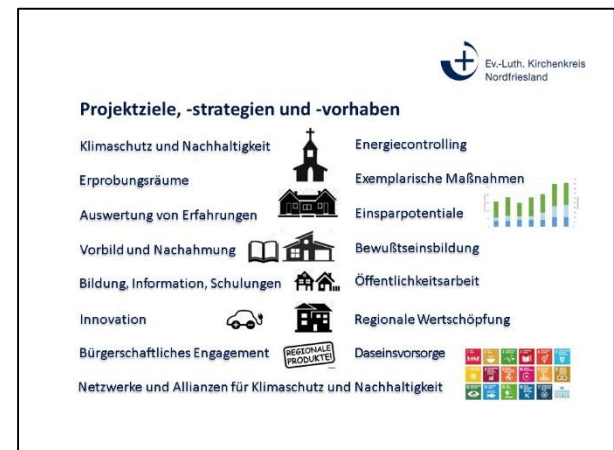 Ev.-Luth. Kirchenkreis
Nordfriesland
Projektziele, -strategien und -vorhaben
Klimaschutz und Nachhaltigkeit
Energiecontrolling
Erprobungsräume
Exemplarische Maßnahmen
Auswertung von Erfahrungen
Einsparpotentiale
Vorbild und Nachahmung
Bewußtseinsbildung
Bildung, Information, Schulungen
Öffentlichkeitsarbeit
Innovation
Regionale Wertschöpfung
Bürgerschaftliches Engagement
REGIONALE
PRODUKTE!
Daseinsvorsorge
Netzwerke und Allianzen für Klimaschutz und Nachhaltigkeit